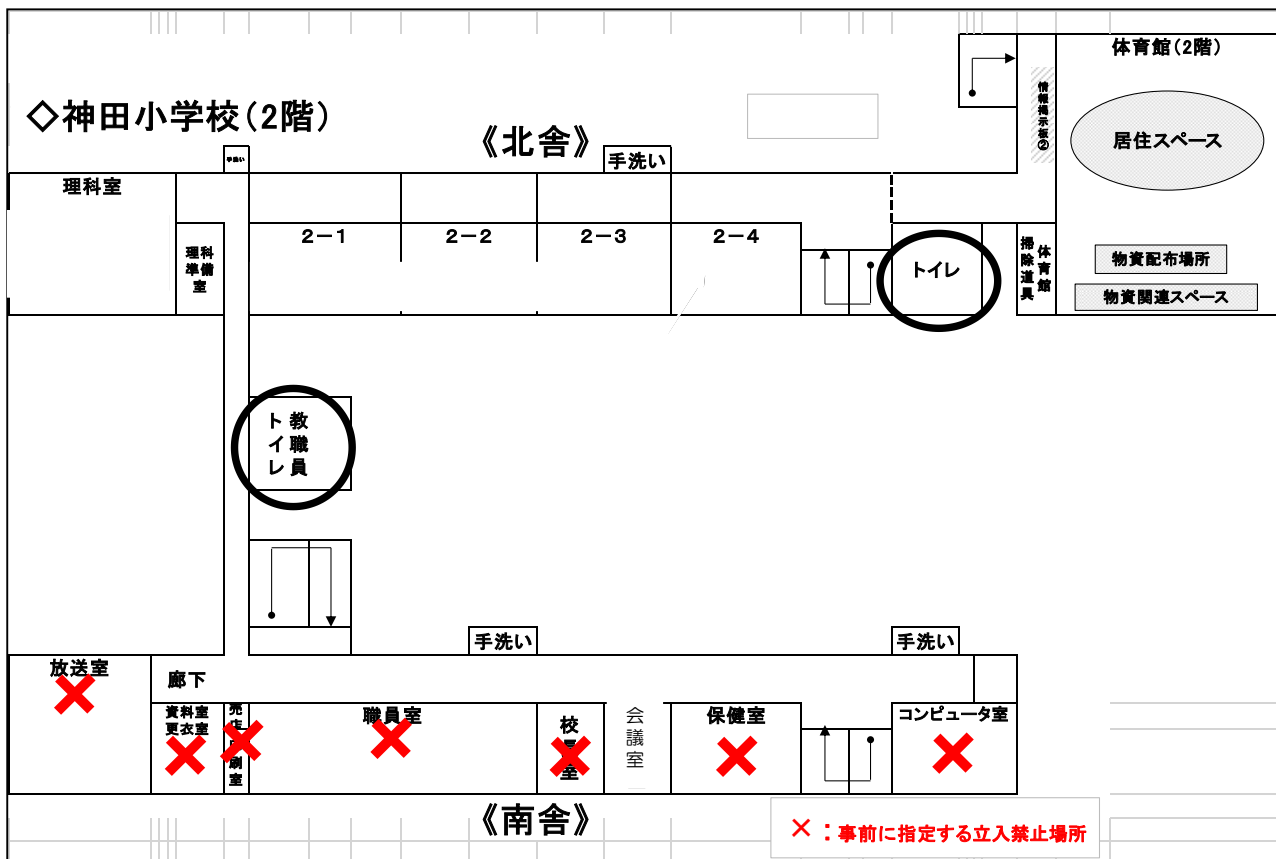 体育館(2階)
◇神田小学校(2階)
《北舎》
情報掲示板②
居住スペース
手洗い
手洗い
理科室
2-1
2-2
2-3
2-4
理科
準備
室
トイレ
体育館
掃除道具
物資配布場所
物資関連スペース
教職員
トイレ
手洗い
手洗い
放送室
廊下
資料室
更衣室
売店
刷室
職員室
校
室
会議室
保健室
コンピュータ室
《南舎》
×:事前に指定する立入禁止場所